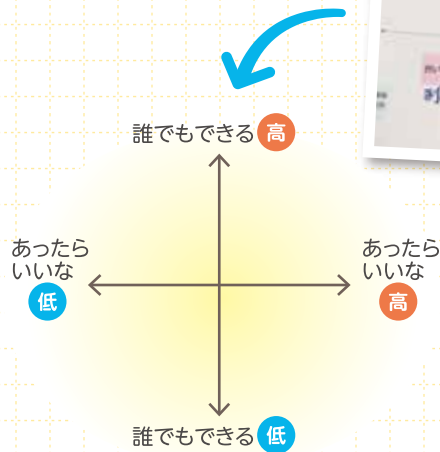 誰でもできる 高
あったら
いいな
低
あったら
いいな
高
誰でもできる 低